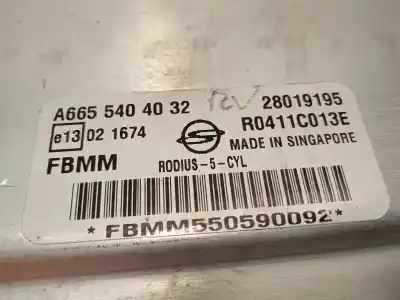 A665 540 40 32
28019195
e13 02 1674
R0411C013E
MADE IN SINGAPORE
FBMM
RODIUS-5-CYL
*FBMM550590092*